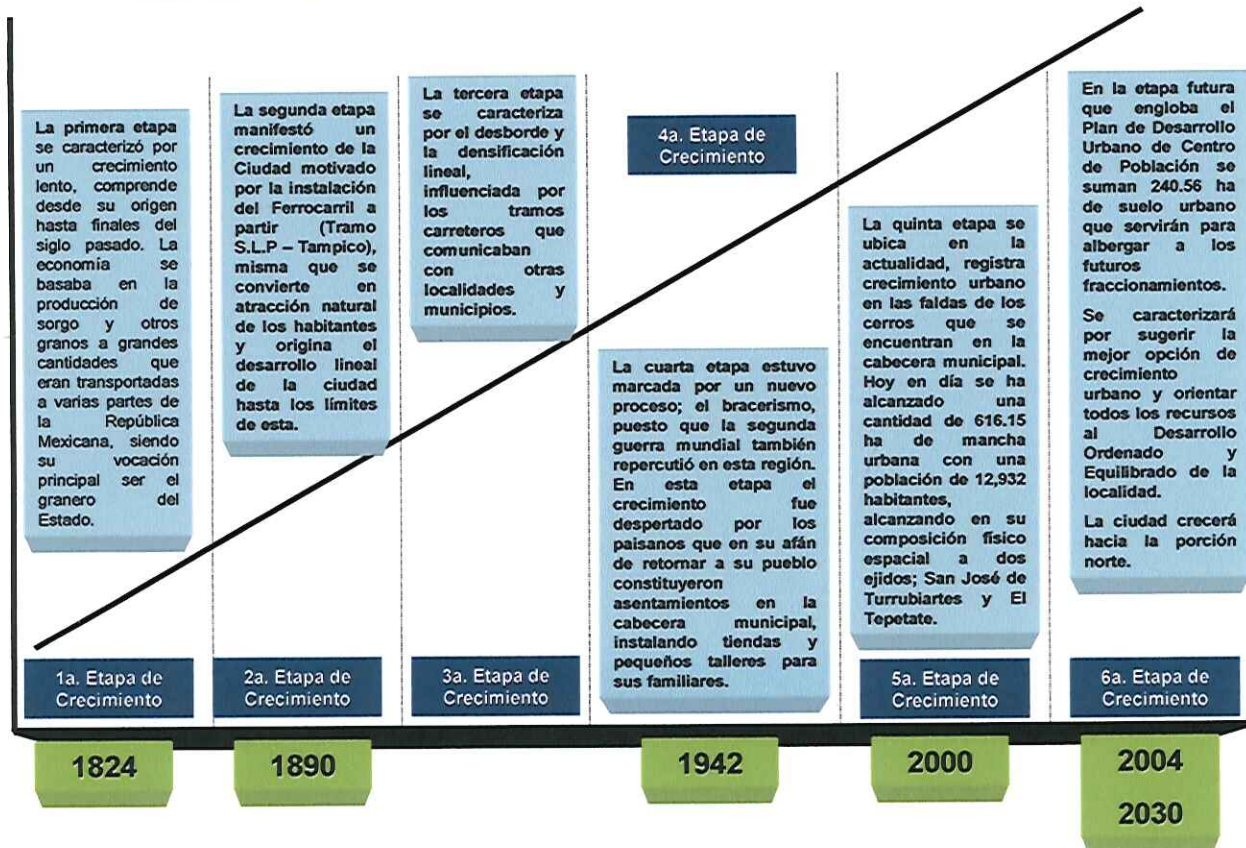 La primera etapa
se caracterizó por
un crecimiento
lento, comprende
desde su origen
hasta finales del
siglo pasado. La
economía se
basaba en la
producción de
sorgo y otros
granos a grandes
cantidades que
eran transportadas
a varias partes de
la República
Mexicana, siendo
su vocación
principal ser el
granero del
Estado.
1a. Etapa de
Crecimiento
1824
La segunda etapa
manifestó un
crecimiento de la
Ciudad motivado
por la instalación
del Ferrocarril a
partir (Tramo
S.L.P – Tampico),
misma que se
convierte en
atracción natural
de los habitantes
y origina el
desarrollo lineal
de la ciudad
hasta los límites
de esta.
2a. Etapa de
Crecimiento
1890
La tercera etapa
se caracteriza
por el desborde y
la densificación
lineal,
influenciada por
los tramos
carreteros que
comunicaban
con otras
localidades y
municipios.
3a. Etapa de
Crecimiento
4a. Etapa de
Crecimiento
La cuarta etapa estuvo
marcada por un nuevo
proceso; el bracerismo,
puesto que la segunda
guerra mundial también
repercutió en esta región.
En esta etapa el
crecimiento fue
despertado por los
paisanos que en su afán
de retornar a su pueblo
constituyeron
asentamientos en la
cabecera municipal,
instalando tiendas y
pequeños talleres para
sus familiares.
1942
La quinta etapa se
ubica en la
actualidad, registra
crecimiento urbano
en las faldas de los
cerros que se
encuentran en la
cabecera municipal.
Hoy en día se ha
alcanzado una
cantidad de 616.15
ha de mancha
urbana con una
población de 12,932
habitantes,
alcanzando en su
composición físico
espacial a dos
ejidos; San José de
Turrubiartes y El
Tepetate.
5a. Etapa de
Crecimiento
2000
En la etapa futura
que engloba el
Plan de Desarrollo
Urbano de Centro
de Población se
suman 240.56 ha
de suelo urbano
que servirán para
albergar a los
futuros
fraccionamientos.
Se caracterizará
por sugerir la
mejor opción de
crecimiento
urbano y orientar
todos los recursos
al Desarrollo
Ordenado y
Equilibrado de la
localidad.
La ciudad crecerá
hacia la porción
norte.
6a. Etapa de
Crecimiento
2004
2030